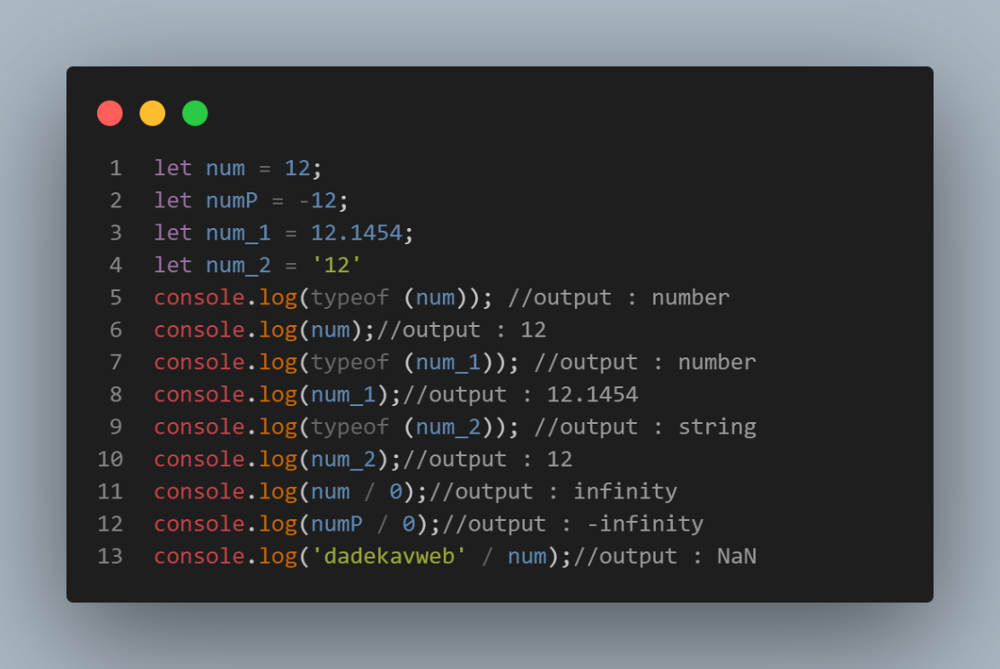 1 let num = 12;
2 let numP = -12;
3 let num_1 = 12.1454;
4 let num_2 = '12'
5 console.log(typeof (num)); //output : number
6 console.log(num);//output : 12
7 console.log(typeof (num_1)); //output : number
8 console.log(num_1);//output : 12.1454
9 console.log(typeof (num_2)); //output : string
10 console.log(num_2);//output : 12
11 console.log(num / 0);//output : infinity
12 console.log(numP / 0);//output : -infinity
13 console.log('dadekavweb' / num);//output : NaN